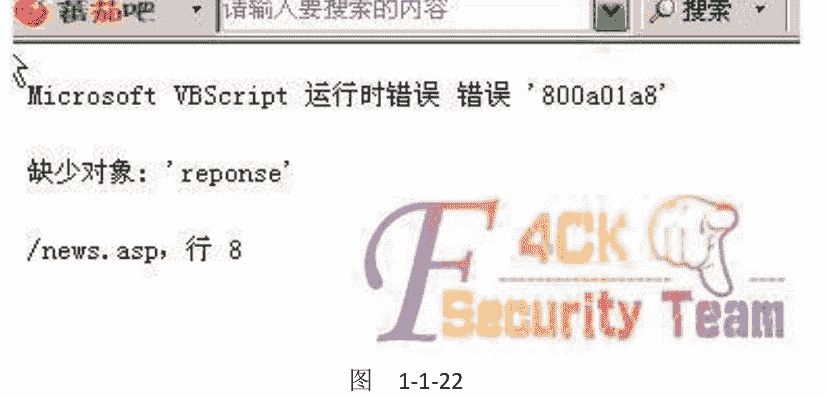 番茄吧 请输入要搜索的内容 搜索
Microsoft VBScript 运行时错误 错误 '800a01a8'
缺少对象: 'reponse'
/news.asp，行 8
F4CK
Security Team
图 1-1-22